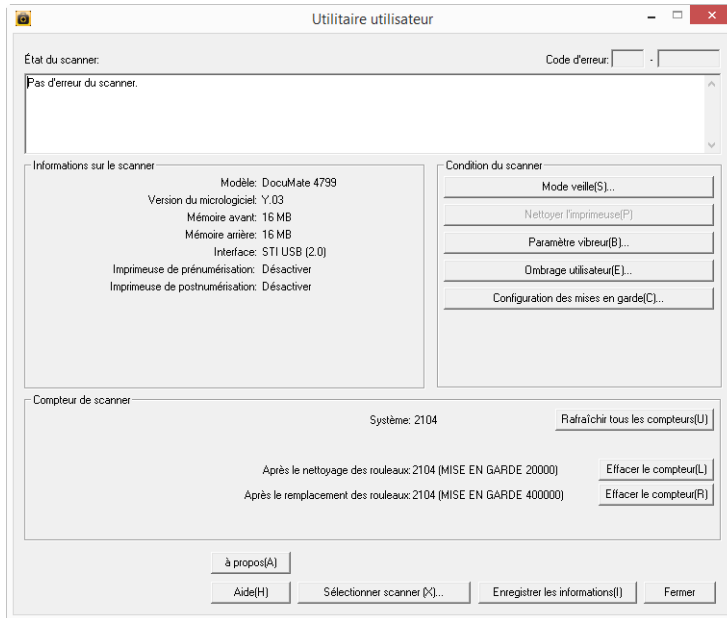 Utilitaire utilisateur
État du scanner:
Code d'erreur: -
Pas d'erreur du scanner.
Informations sur le scanner
Modèle: DocuMate 4799
Version du micrologiciel: Y.03
Mémoire avant: 16 MB
Mémoire arrière: 16 MB
Interface: STI USB (2.0)
Imprimeuse de prénumérisation: Désactiver
Imprimeuse de postnumérisation: Désactiver
Condition du scanner
Mode veille(S)...
Nettoyer l'imprimeuse(P)
Paramètre vibreur(B)...
Ombrage utilisateur(E)...
Configuration des mises en garde(C)...
Compteur de scanner
Système: 2104
Rafraîchir tous les compteurs(U)
Après le nettoyage des rouleaux: 2104 (MISE EN GARDE 20000)
Effacer le compteur(L)
Après le remplacement des rouleaux: 2104 (MISE EN GARDE 400000)
Effacer le compteur(R)
à propos(A)
Aide(H)
Sélectionner scanner (X)...
Enregistrer les informations(I)
Fermer